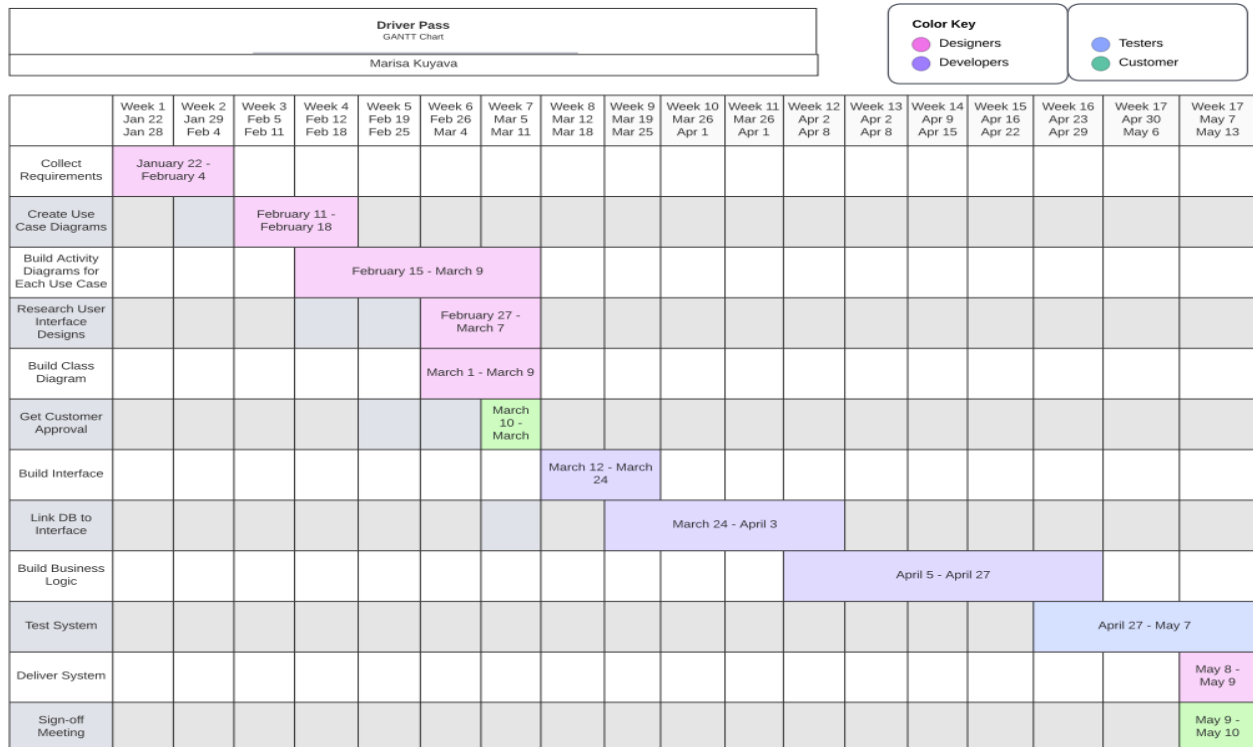 Driver Pass
GANTT Chart
Marisa Kuyava
Color Key
Designers
Developers
Testers
Customer
Week 1
Jan 22
Jan 28
Week 2
Jan 29
Feb 4
Week 3
Feb 5
Feb 11
Week 4
Feb 12
Feb 18
Week 5
Feb 19
Feb 25
Week 6
Feb 26
Mar 4
Week 7
Mar 5
Mar 11
Week 8
Mar 12
Mar 18
Week 9
Mar 19
Mar 25
Week 10
Mar 26
Apr 1
Week 11
Mar 26
Apr 1
Week 12
Apr 2
Apr 8
Week 13
Apr 2
Apr 8
Week 14
Apr 9
Apr 15
Week 15
Apr 16
Apr 22
Week 16
Apr 23
Apr 29
Week 17
Apr 30
May 6
Week 17
May 7
May 13
Collect
Requirements
January 22 -
February 4
Create Use
Case Diagrams
February 11 -
February 18
Build Activity
Diagrams for
Each Use Case
February 15 - March 9
Research User
Interface
Designs
February 27 -
March 7
Build Class
Diagram
March 1 - March 9
Get Customer
Approval
March
10 -
March
Build Interface
March 12 - March
24
Link DB to
Interface
March 24 - April 3
Build Business
Logic
April 5 - April 27
Test System
April 27 - May 7
Deliver System
May 8 -
May 9
Sign-off
Meeting
May 9 -
May 10